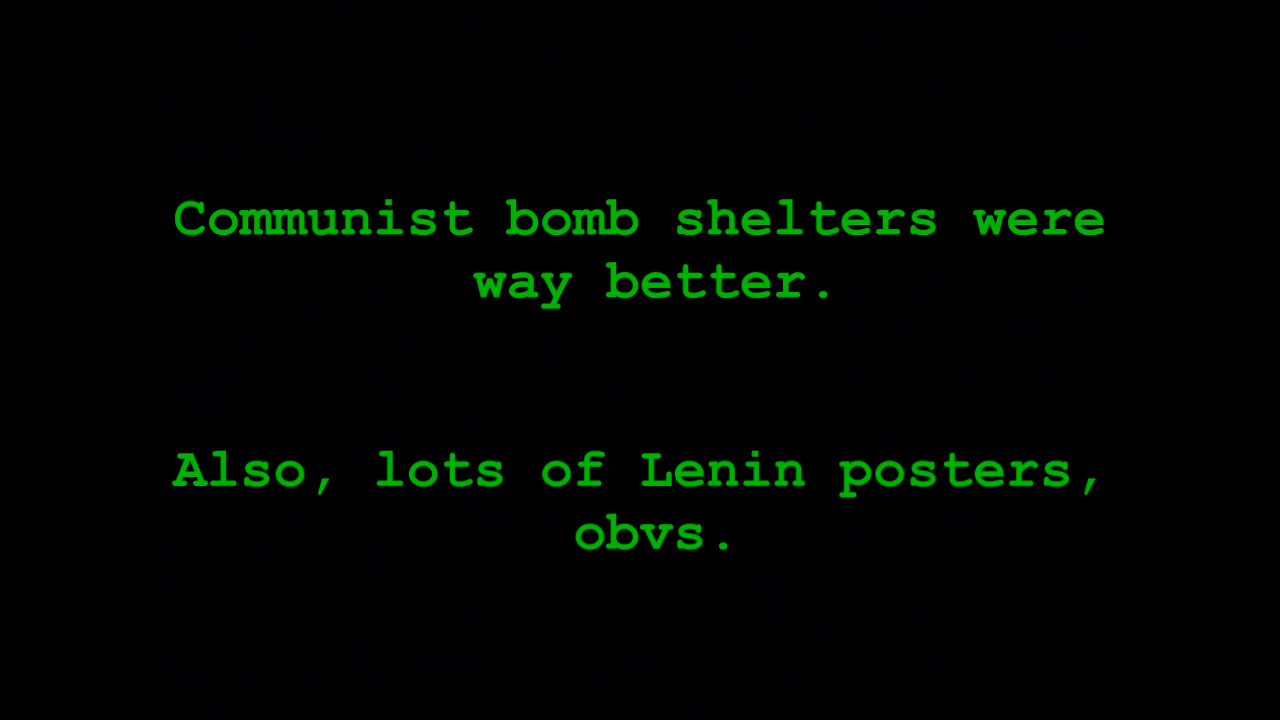 Communist bomb shelters were
way better.
Also, lots of Lenin posters,
obvs.